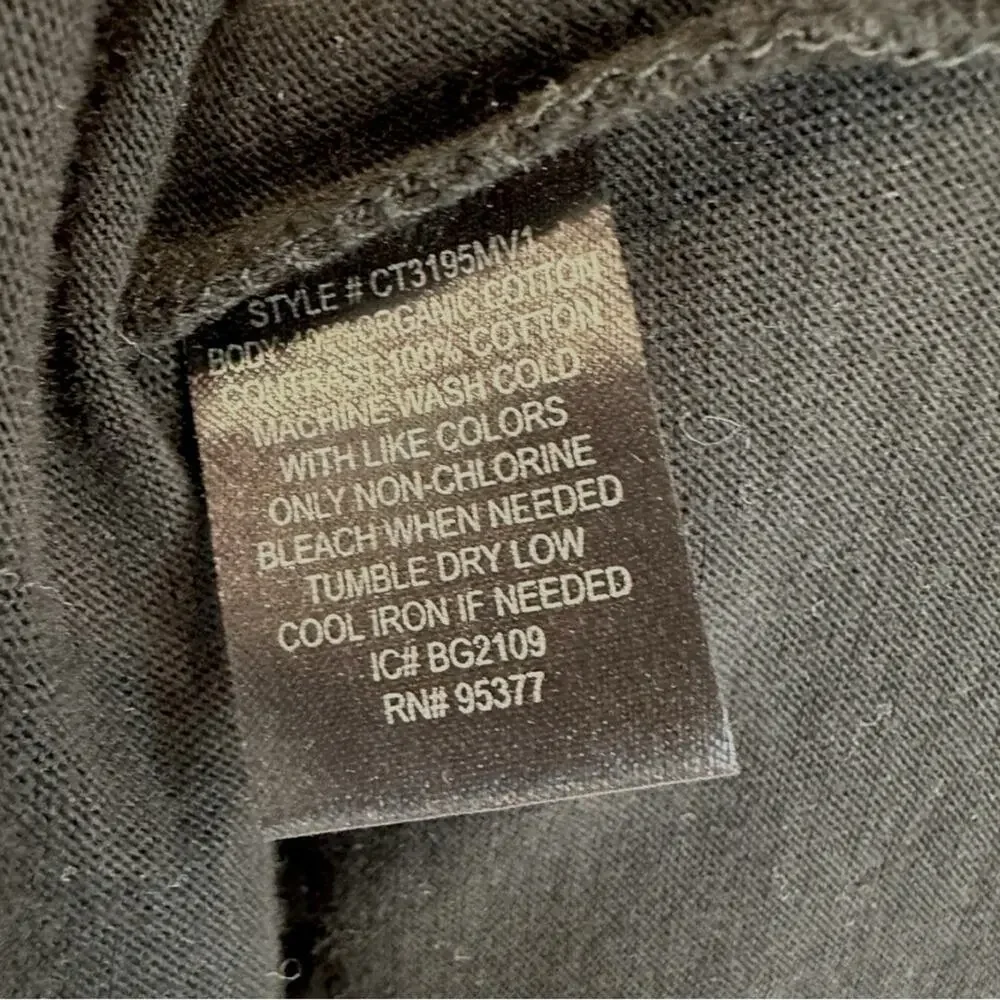 STYLE # CT3195MV1
BODY ORGANIC COTTON
CONTRAST 100% COTTON
MACHINE WASH COLD
WITH LIKE COLORS
ONLY NON-CHLORINE
BLEACH WHEN NEEDED
TUMBLE DRY LOW
COOL IRON IF NEEDED
IC# BG2109
RN# 95377